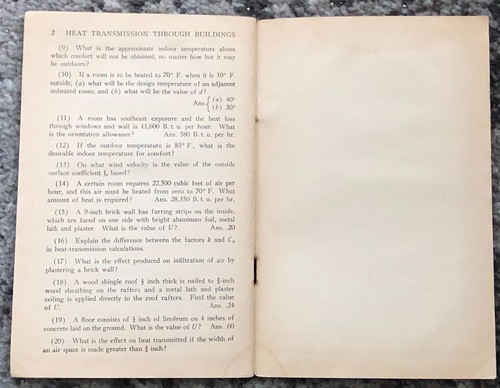 2 HEAT TRANSMISSION THROUGH BUILDINGS
(9) What is the approximate indoor temperature above
which comfort will not be obtained, no matter how hot it may
be outdoors?
(10) If a room is to be heated to 70° F. when it is 10° F.
outside, (a) what will be the design temperature of an adjacent
unheated room, and (b) what will be the value of d?
Ans. { (a) 40°
(b) 30°
(11) A room has southeast exposure and the heat loss
through windows and wall is 11,600 B. t. u. per hour. What
is the orientation allowance? Ans. 580 B. t. u. per hr.
(12) If the outdoor temperature is 85° F., what is the
desirable indoor temperature for comfort?
(13) On what wind velocity is the value of the outside
surface coefficient fo based?
(14) A certain room requires 22,500 cubic feet of air per
hour, and this air must be heated from zero to 70° F. What
amount of heat is required? Ans. 28,350 B. t. u. per hr.
(15) A 9-inch brick wall has furring strips on the inside,
which are faced on one side with bright aluminum foil, metal
lath and plaster. What is the value of U? Ans. .20
(16) Explain the difference between the factors k and Ca
in heat-transmission calculations.
(17) What is the effect produced on infiltration of air by
plastering a brick wall?
(18) A wood shingle roof ½ inch thick is nailed to ¾-inch
wood sheathing on the rafters and a metal lath and plaster
ceiling is applied directly to the roof rafters. Find the value
of U. Ans. .24
(19) A floor consists of ¼ inch of linoleum on 4 inches of
concrete laid on the ground. What is the value of U? Ans. .60
(20) What is the effect on heat transmitted if the width of
an air space is made greater than ¾ inch?